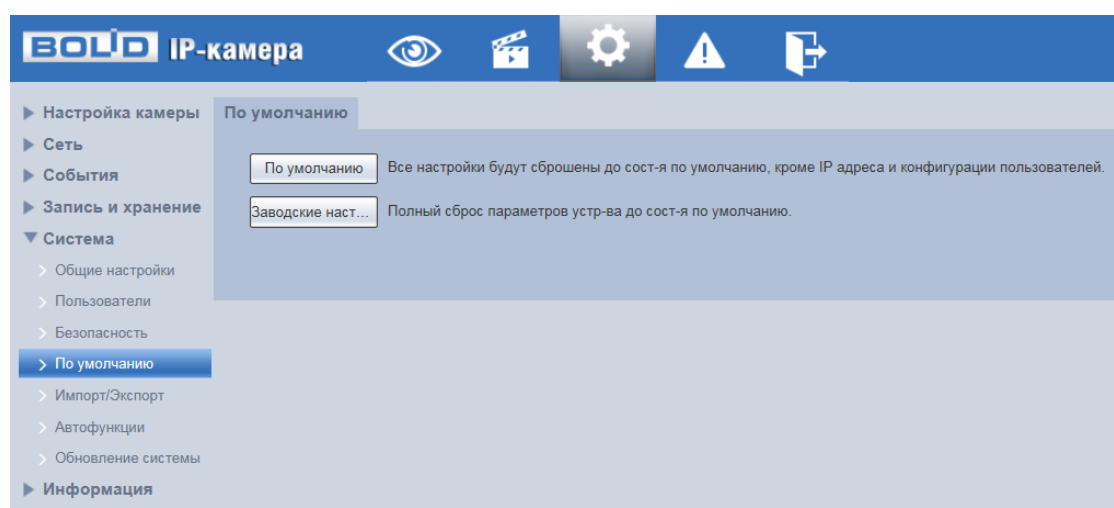 BOLID IP-камера
Настройка камеры
Сеть
События
Запись и хранение
Система
Общие настройки
Пользователи
Безопасность
По умолчанию
Импорт/Экспорт
Автофункции
Обновление системы
Информация
По умолчанию
По умолчанию Все настройки будут сброшены до сост-я по умолчанию, кроме IP адреса и конфигурации пользователей.
Заводские наст... Полный сброс параметров устр-ва до сост-я по умолчанию.